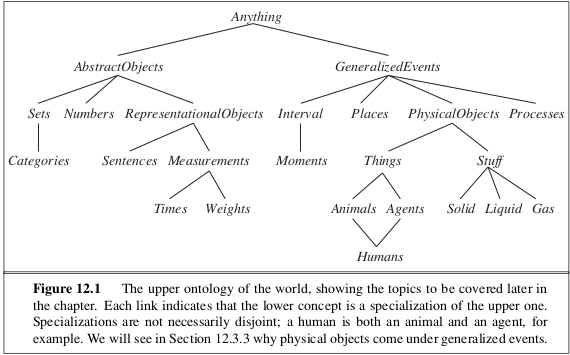 Anything
AbstractObjects GeneralizedEvents
Sets Numbers RepresentationalObjects Interval Places PhysicalObjects Processes
Categories Sentences Measurements Moments Things Stuff
Times Weights Animals Agents Solid Liquid Gas
Humans
Figure 12.1 The upper ontology of the world, showing the topics to be covered later in
the chapter. Each link indicates that the lower concept is a specialization of the upper one.
Specializations are not necessarily disjoint; a human is both an animal and an agent, for
example. We will see in Section 12.3.3 why physical objects come under generalized events.